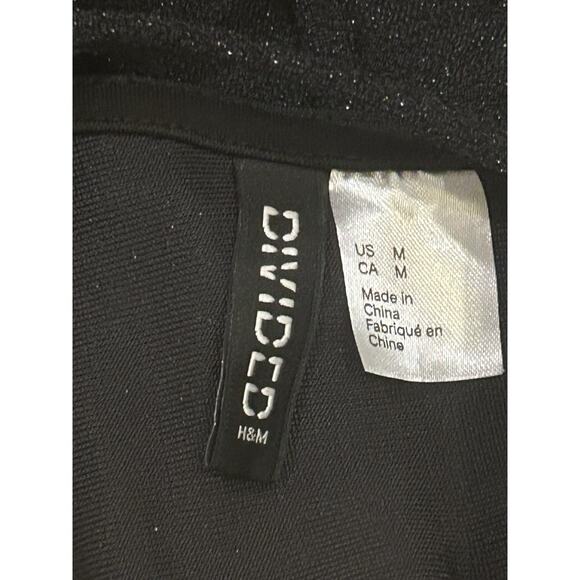 DIVIDED
H&M
US M
CA M
Made in
China
Fabriqué en
Chine